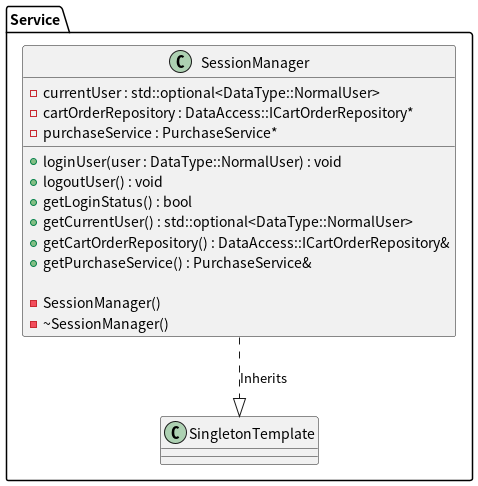 Service
C SessionManager
currentUser : std::optional<DataType::NormalUser>
cartOrderRepository : DataAccess::ICartOrderRepository*
purchaseService : PurchaseService*
loginUser(user : DataType::NormalUser) : void
logoutUser() : void
getLoginStatus() : bool
getCurrentUser() : std::optional<DataType::NormalUser>
getCartOrderRepository() : DataAccess::ICartOrderRepository&
getPurchaseService() : PurchaseService&
SessionManager()
~SessionManager()
Inherits
C SingletonTemplate